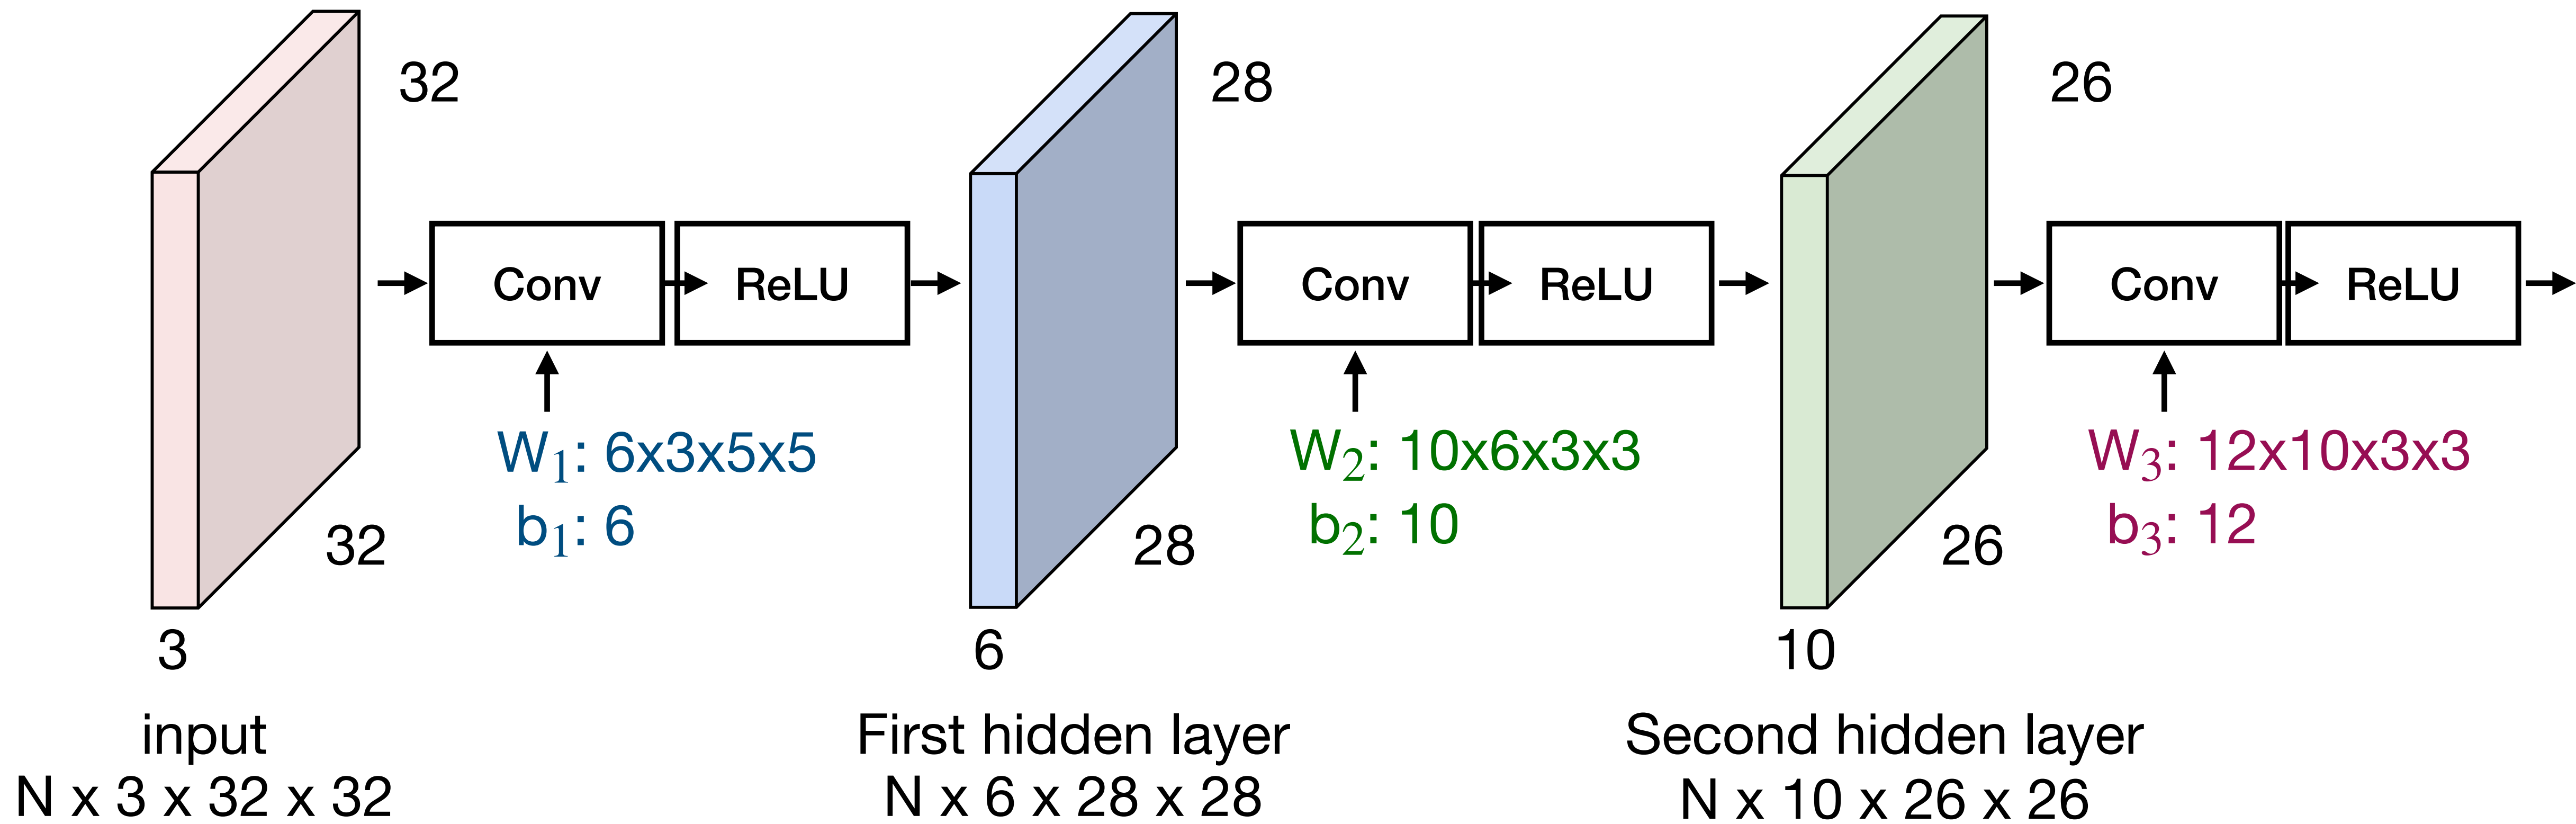 32
28
26
Conv
ReLU
Conv
ReLU
Conv
ReLU
W₁: 6x3x5x5
b₁: 6
W₂: 10x6x3x3
b₂: 10
W₃: 12x10x3x3
b₃: 12
32
28
26
3
6
10
input
N x 3 x 32 x 32
First hidden layer
N x 6 x 28 x 28
Second hidden layer
N x 10 x 26 x 26